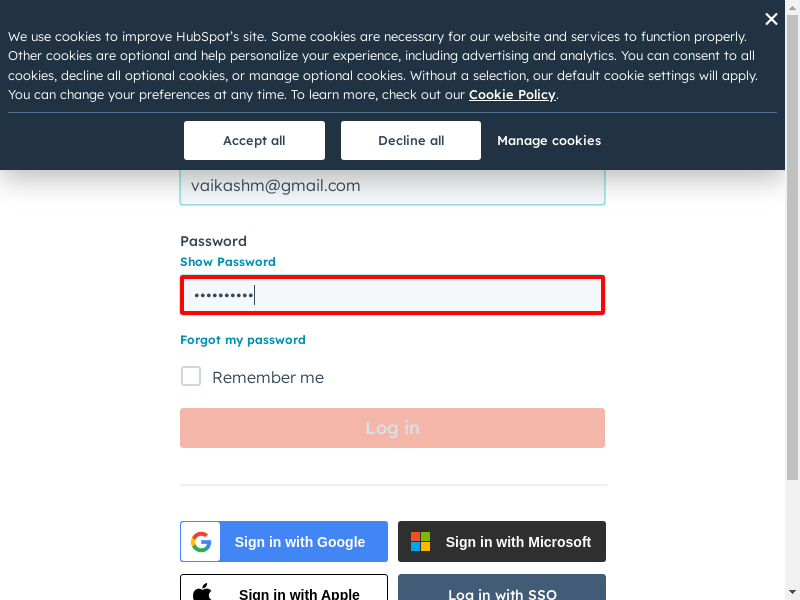 We use cookies to improve HubSpot's site. Some cookies are necessary for our website and services to function properly.
Other cookies are optional and help personalize your experience, including advertising and analytics. You can consent to all
cookies, decline all optional cookies, or manage optional cookies. Without a selection, our default cookie settings will apply.
You can change your preferences at any time. To learn more, check out our Cookie Policy.
Accept all
Decline all
Manage cookies
vaikashm@gmail.com
Password
Show Password
••••••••••
Forgot my password
Remember me
Log in
Sign in with Google
Sign in with Microsoft
Sign in with Apple
Log in with SSO